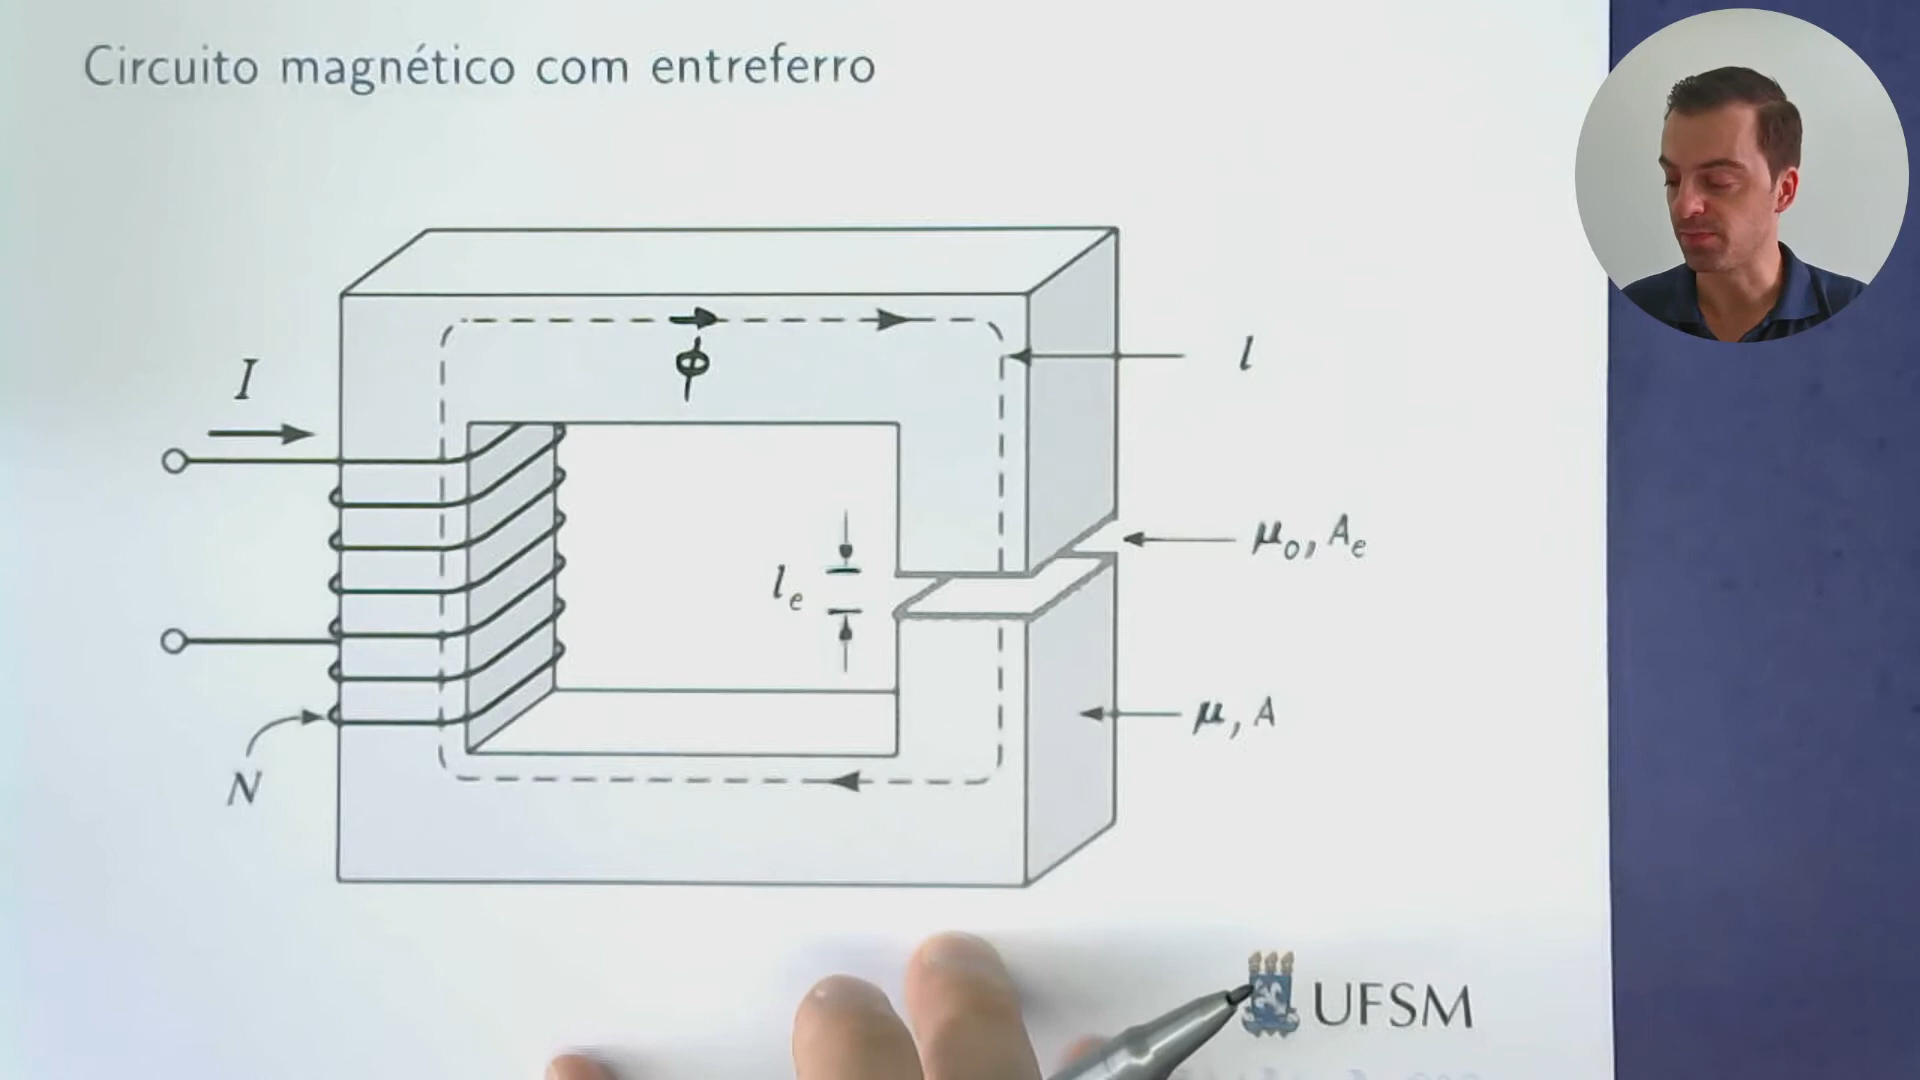 Circuito magnético com entreferro
ϕ
I
l
μ₀, Aₑ
lₑ
μ, A
N
UFSM